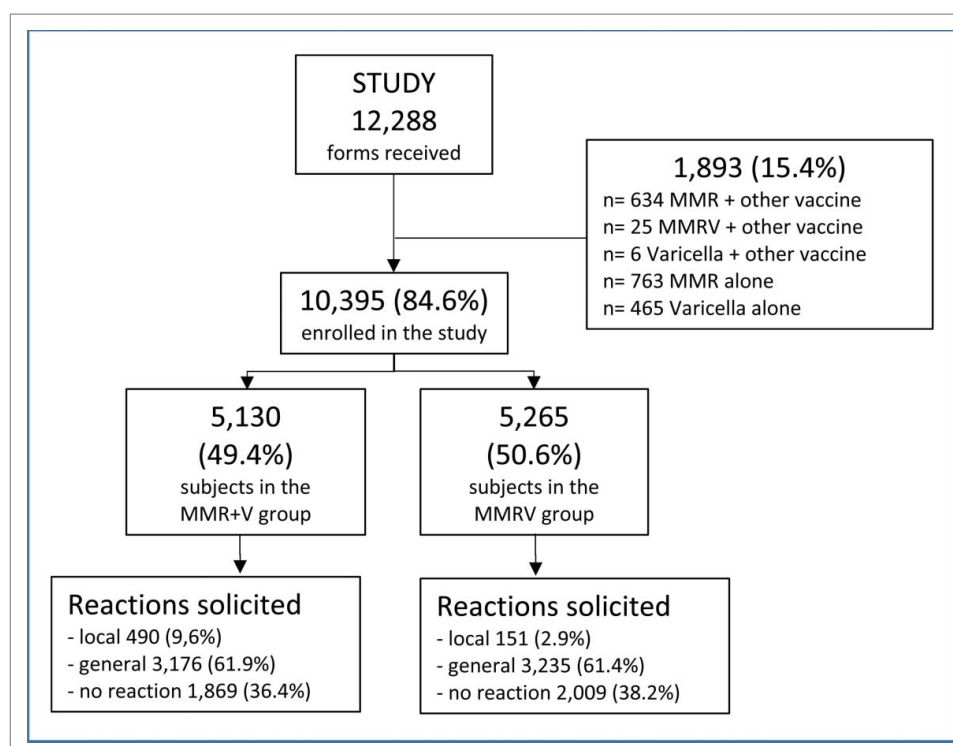 STUDY
12,288
forms received
1,893 (15.4%)
n= 634 MMR + other vaccine
n= 25 MMRV + other vaccine
n= 6 Varicella + other vaccine
n= 763 MMR alone
n= 465 Varicella alone
10,395 (84.6%)
enrolled in the study
5,130
(49.4%)
subjects in the
MMR+V group
5,265
(50.6%)
subjects in the
MMRV group
Reactions solicited
- local 490 (9,6%)
- general 3,176 (61.9%)
- no reaction 1,869 (36.4%)
Reactions solicited
- local 151 (2.9%)
- general 3,235 (61.4%)
- no reaction 2,009 (38.2%)